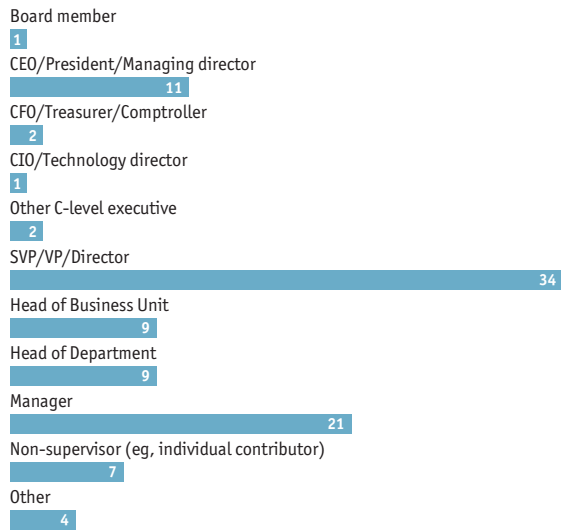 Board member
1
CEO/President/Managing director
11
CFO/Treasurer/Comptroller
2
CIO/Technology director
1
Other C-level executive
2
SVP/VP/Director
34
Head of Business Unit
9
Head of Department
9
Manager
21
Non-supervisor (eg, individual contributor)
7
Other
4